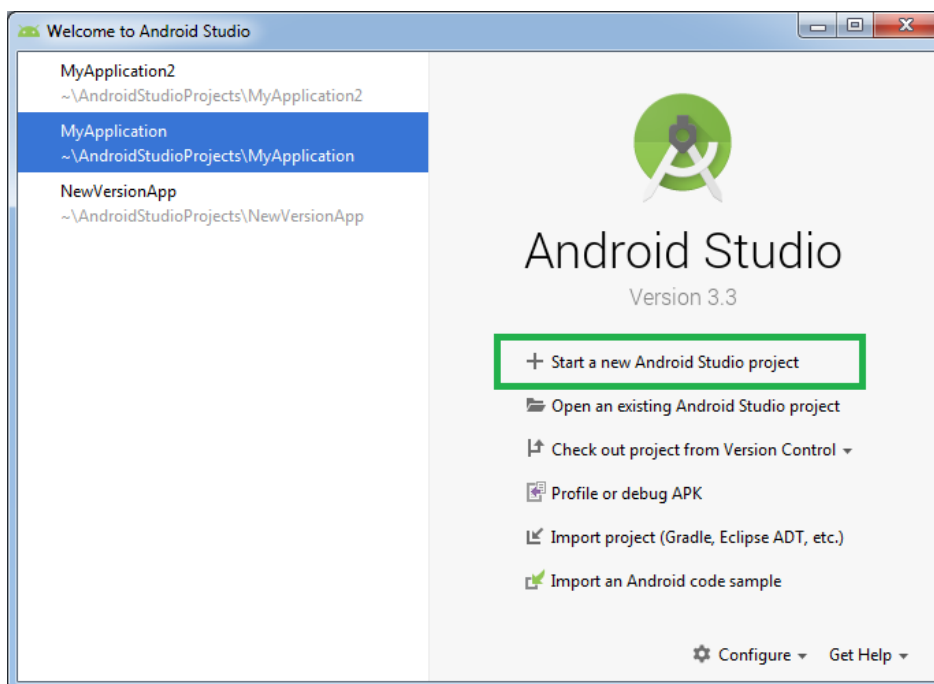 Welcome to Android Studio
MyApplication2
~\AndroidStudioProjects\MyApplication2
MyApplication
~\AndroidStudioProjects\MyApplication
NewVersionApp
~\AndroidStudioProjects\NewVersionApp
Android Studio
Version 3.3
Start a new Android Studio project
Open an existing Android Studio project
Check out project from Version Control
Profile or debug APK
Import project (Gradle, Eclipse ADT, etc.)
Import an Android code sample
Configure Get Help